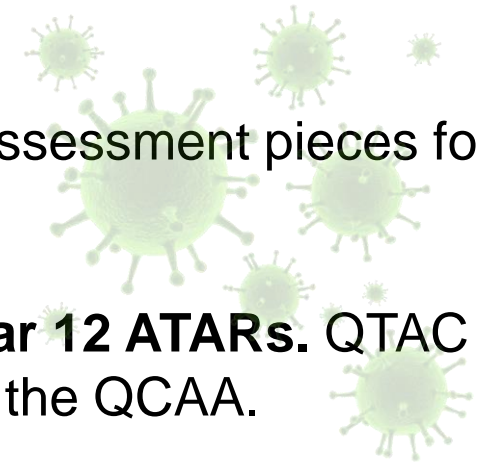 ssessment pieces fo
ar 12 ATARs. QTAC
the QCAA.